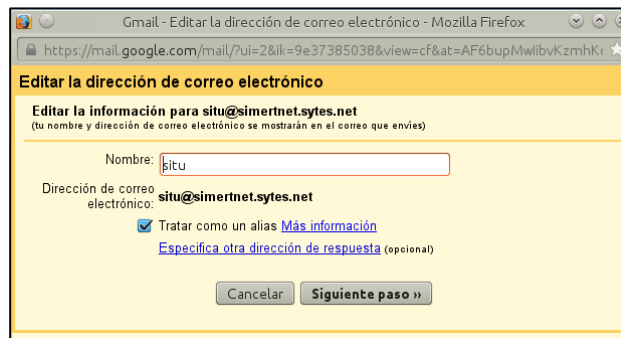 Gmail - Editar la dirección de correo electrónico - Mozilla Firefox
https://mail.google.com/mail/?ui=2&ik=9e37385038&view=cf&at=AF6bupMwlibvKzmhK
Editar la dirección de correo electrónico
Editar la información para situ@simertnet.sytes.net
(tu nombre y dirección de correo electrónico se mostrarán en el correo que envíes)
Nombre: situ
Dirección de correo
electrónico: situ@simertnet.sytes.net
Tratar como un alias Más información
Especifica otra dirección de respuesta (opcional)
Cancelar Siguiente paso »